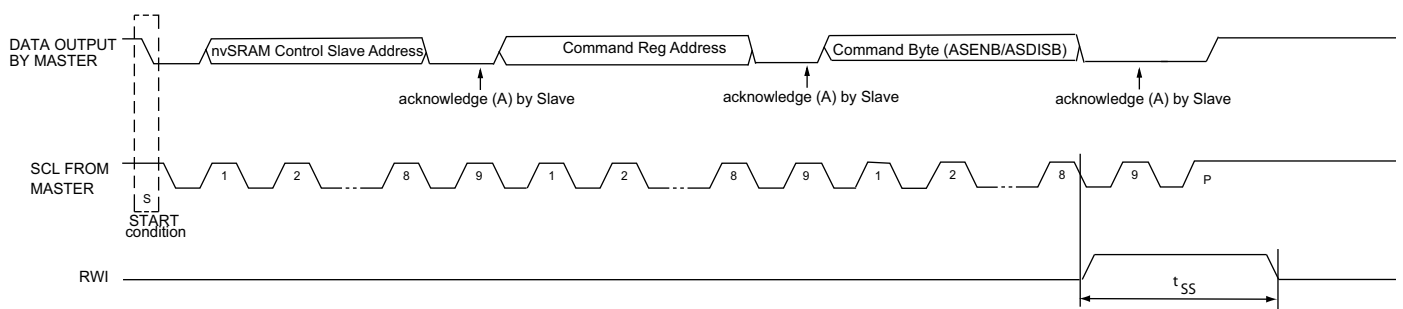 DATA OUTPUT
BY MASTER
nvSRAM Control Slave Address
Command Reg Address
Command Byte (ASENB/ASDISB)
acknowledge (A) by Slave
acknowledge (A) by Slave
acknowledge (A) by Slave
SCL FROM
MASTER
1 2 8 9 1 2 8 9 1 2 8 9
S
P
START
condition
RWI
tSS